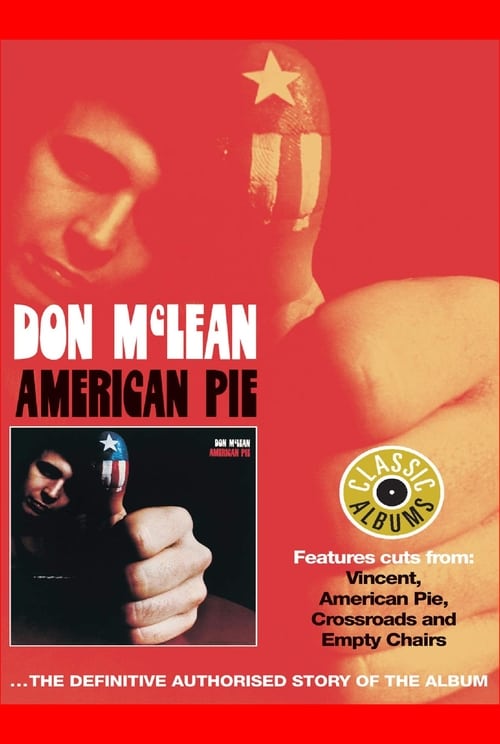 DON McLEAN
AMERICAN PIE
DON McLEAN
AMERICAN PIE
CLASSIC
ALBUMS
Features cuts from:
Vincent,
American Pie,
Crossroads and
Empty Chairs
...THE DEFINITIVE AUTHORISED STORY OF THE ALBUM